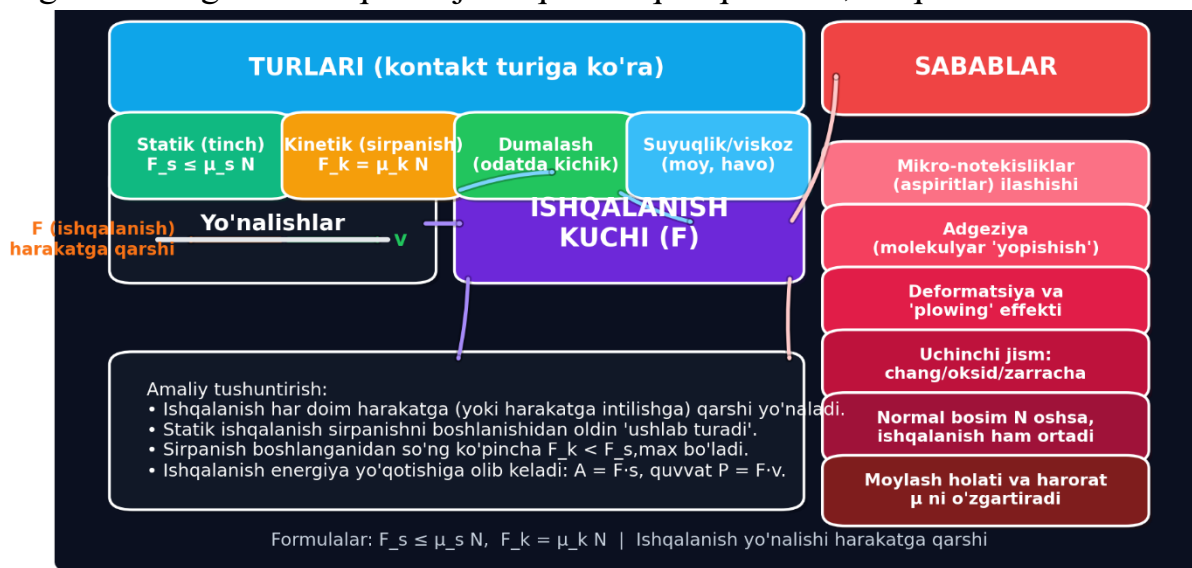 TURLARI (kontakt turiga ko'ra)
SABABLAR
Statik (tinch)
F_s ≤ μ_s N
Kinetik (sirpanish)
F_k = μ_k N
Dumalash
(odatda kichik)
Suyuqlik/viskoz
(moy, havo)
Yo'nalishlar
F (ishqalanish)
harakatga qarshi
v
ISHQALANISH
KUCHI (F)
Mikro-notekisliklar
(aspiritlar) ilashishi
Adgeziya
(molekulyar 'yopishish')
Deformatsiya va
'plowing' effekti
Uchinchi jism:
chang/oksid/zarracha
Normal bosim N oshsa,
ishqalanish ham ortadi
Moylash holati va harorat
μ ni o'zgartiradi
Amaliy tushuntirish:
• Ishqalanish har doim harakatga (yoki harakatga intilishga) qarshi yo'naladi.
• Statik ishqalanish sirpanishni boshlanishidan oldin 'ushlab turadi'.
• Sirpanish boshlanganidan so'ng ko'pincha F_k < F_s,max bo'ladi.
• Ishqalanish energiya yo'qotishiga olib keladi: A = F·s, quvvat P = F·v.
Formulalar: F_s ≤ μ_s N, F_k = μ_k N | Ishqalanish yo'nalishi harakatga qarshi